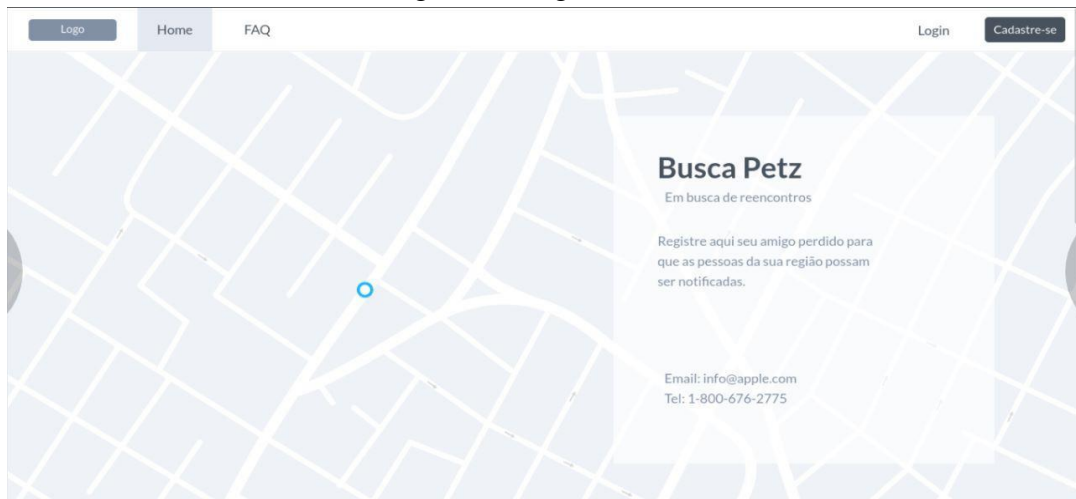 Logo
Home
FAQ
Login
Cadastre-se
Busca Petz
Em busca de reencontros
Registre aqui seu amigo perdido para
que as pessoas da sua região possam
ser notificadas.
Email: info@apple.com
Tel: 1-800-676-2775